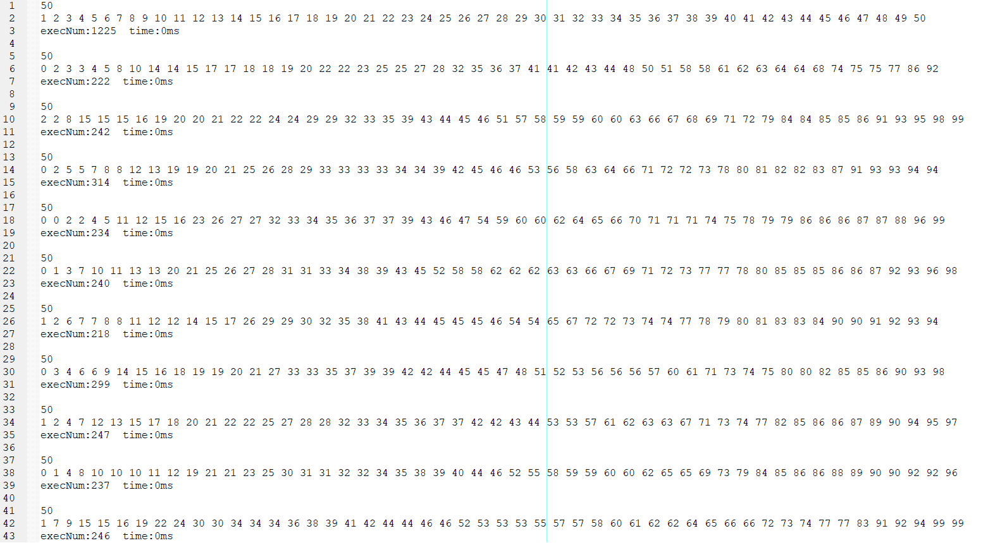 1 50
2 1 2 3 4 5 6 7 8 9 10 11 12 13 14 15 16 17 18 19 20 21 22 23 24 25 26 27 28 29 30 31 32 33 34 35 36 37 38 39 40 41 42 43 44 45 46 47 48 49 50
3 execNum:1225  time:0ms
4
5 50
6 0 2 3 3 4 5 8 10 14 14 15 17 17 18 18 19 20 22 22 23 25 25 27 28 32 35 36 37 41 41 42 43 44 48 50 51 58 58 61 62 63 64 64 68 74 75 75 77 86 92
7 execNum:222  time:0ms
8
9 50
10 2 2 8 15 15 15 16 19 20 20 21 22 22 24 24 29 29 32 33 35 39 43 44 45 46 51 57 58 59 59 60 60 63 66 67 68 69 71 72 79 84 84 85 85 86 91 93 95 98 99
11 execNum:242  time:0ms
12
13 50
14 0 2 5 5 7 8 8 12 13 19 19 20 21 25 26 28 29 33 33 33 33 34 34 39 42 45 46 46 53 56 58 63 64 66 71 72 72 73 78 80 81 82 82 83 87 91 93 93 94 94
15 execNum:314  time:0ms
16
17 50
18 0 0 2 2 4 5 11 12 15 16 23 26 27 27 32 33 34 35 36 37 37 39 43 46 47 54 59 60 60 62 64 65 66 70 71 71 71 74 75 78 79 79 86 86 86 87 87 88 96 99
19 execNum:234  time:0ms
20
21 50
22 0 1 3 7 10 11 13 13 20 21 25 26 27 28 31 31 33 34 38 39 43 45 52 58 58 62 62 62 63 63 66 67 69 71 72 73 77 77 78 80 85 85 85 86 86 87 92 93 96 98
23 execNum:240  time:0ms
24
25 50
26 1 2 6 7 7 8 8 11 12 12 14 15 17 26 29 29 30 32 35 38 41 43 44 45 45 45 46 54 54 65 67 72 72 73 74 74 77 78 79 80 81 83 83 84 90 90 91 92 93 94
27 execNum:218  time:0ms
28
29 50
30 0 3 4 6 6 9 14 15 16 18 19 19 20 21 27 33 33 35 37 39 39 42 42 44 45 45 47 48 51 52 53 56 56 56 57 60 61 71 73 74 75 80 80 82 85 85 86 90 93 98
31 execNum:299  time:0ms
32
33 50
34 1 2 4 7 12 13 15 17 18 20 21 22 22 25 27 28 28 32 33 34 35 36 37 37 42 42 43 44 53 53 57 61 62 63 63 67 71 73 74 77 82 85 86 86 87 89 90 94 95 97
35 execNum:247  time:0ms
36
37 50
38 0 1 4 8 10 10 10 11 12 19 21 21 23 25 30 31 31 32 32 34 35 38 39 40 44 46 52 55 58 59 59 60 60 62 65 65 69 73 79 84 85 86 86 88 89 90 90 92 92 96
39 execNum:237  time:0ms
40
41 50
42 1 7 9 15 15 16 19 22 24 30 30 34 34 34 36 38 39 41 42 44 44 46 46 52 53 53 53 55 57 57 58 60 61 62 62 64 65 66 66 72 73 74 77 77 83 91 92 94 99 99
43 execNum:246  time:0ms